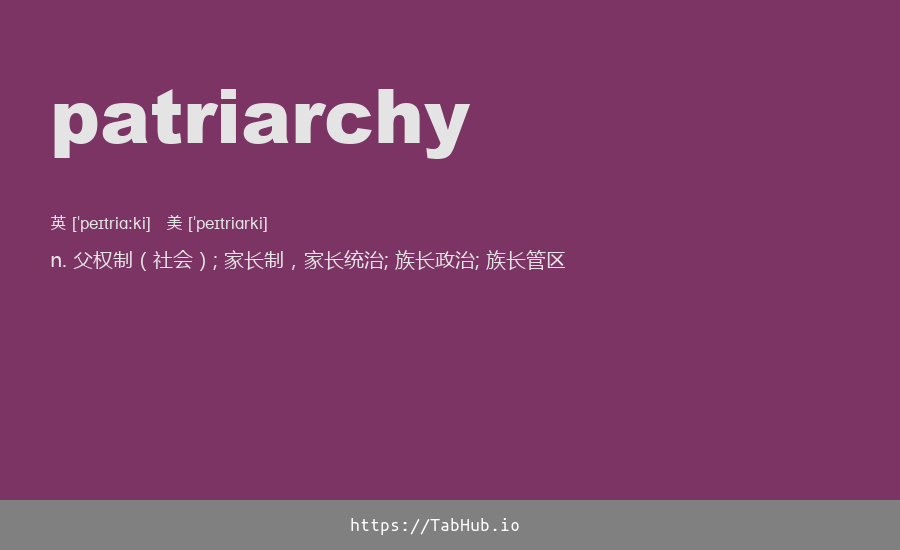 patriarchy
英 [ˈpeɪtriɑːki] 美 [ˈpeɪtriɑrki]
n. 父权制（社会）; 家长制，家长统治; 族长政治; 族长管区
https://TabHub.io